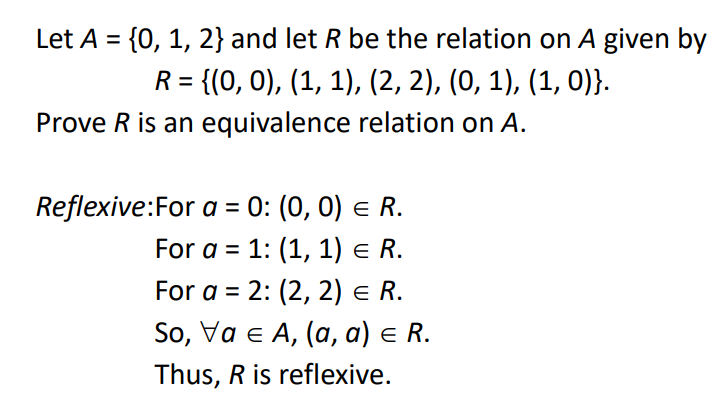 Let A = {0, 1, 2} and let R be the relation on A given by
R = {(0, 0), (1, 1), (2, 2), (0, 1), (1, 0)}.
Prove R is an equivalence relation on A.
Reflexive:For a = 0: (0, 0) ∈ R.
For a = 1: (1, 1) ∈ R.
For a = 2: (2, 2) ∈ R.
So, ∀a ∈ A, (a, a) ∈ R.
Thus, R is reflexive.